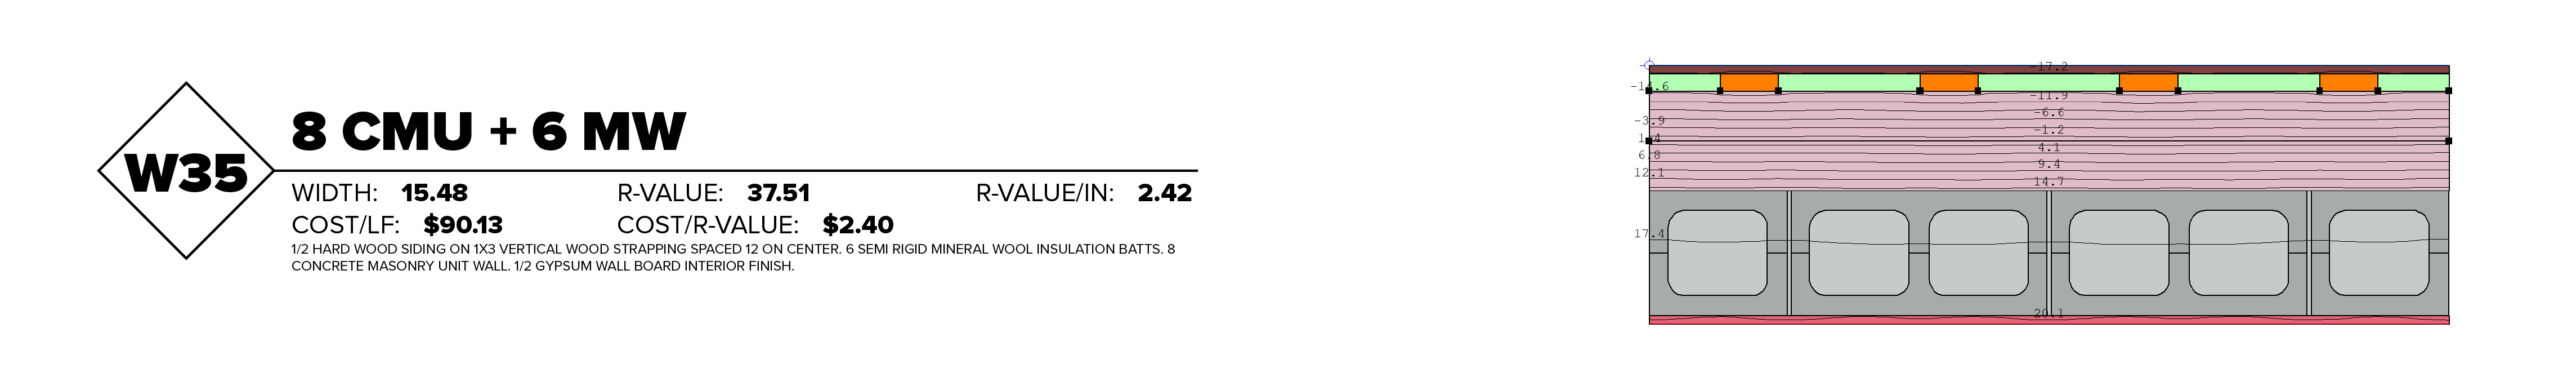 W35
8 CMU + 6 MW
WIDTH: 15.48 R-VALUE: 37.51 R-VALUE/IN: 2.42
COST/LF: $90.13 COST/R-VALUE: $2.40
1/2 HARD WOOD SIDING ON 1X3 VERTICAL WOOD STRAPPING SPACED 12 ON CENTER. 6 SEMI RIGID MINERAL WOOL INSULATION BATTS. 8
CONCRETE MASONRY UNIT WALL. 1/2 GYPSUM WALL BOARD INTERIOR FINISH.
-17.2
-11.9
-6.6
-3.9
-1.2
1.4
4.1
6.8
9.4
12.1
14.7
17.4
20.1